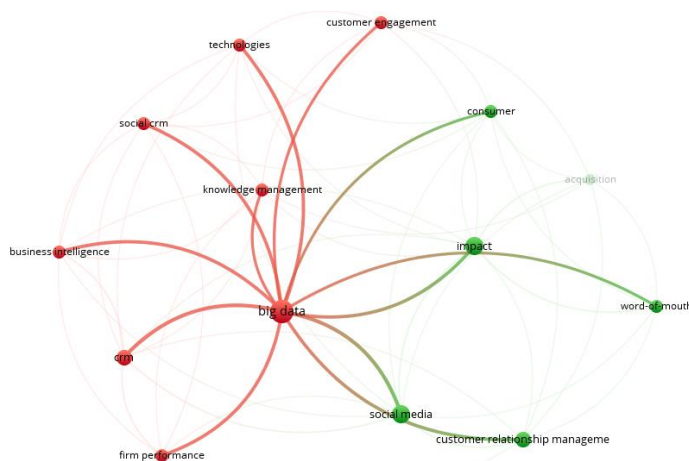 customer engagement
technologies
consumer
social crm
acquisition
knowledge management
impact
business intelligence
word-of-mouth
big data
crm
social media
customer relationship manageme
firm performance